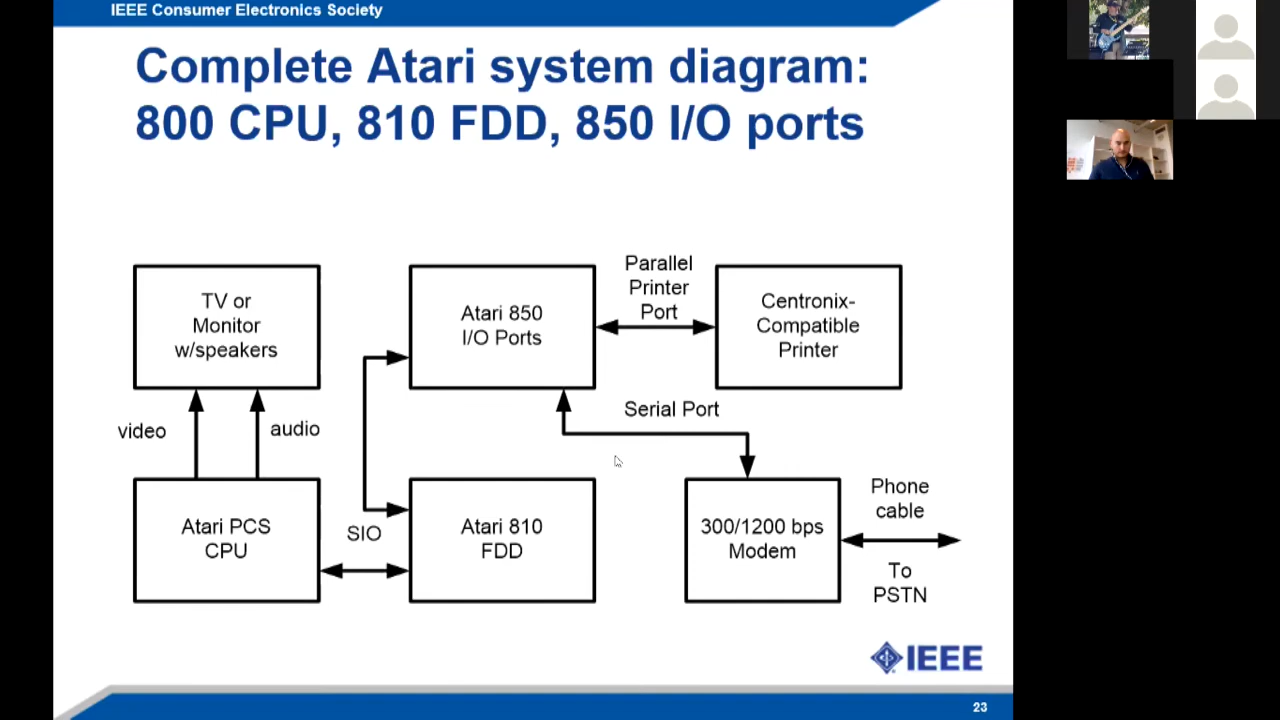 IEEE Consumer Electronics Society
Complete Atari system diagram:
800 CPU, 810 FDD, 850 I/O ports
TV or
Monitor
w/speakers
Atari 850
I/O Ports
Parallel
Printer
Port
Centronix-
Compatible
Printer
video
audio
Serial Port
Atari PCS
CPU
SIO
Atari 810
FDD
300/1200 bps
Modem
Phone
cable
To
PSTN
IEEE
23